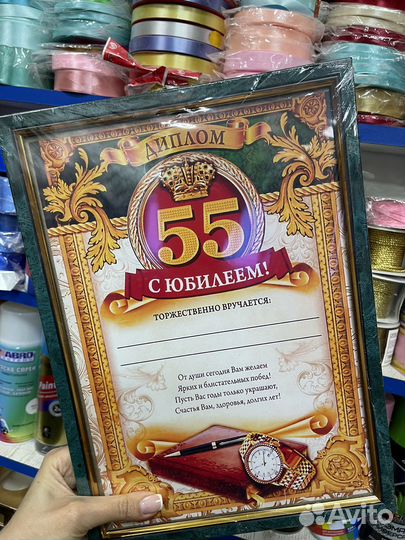 ДИПЛОМ
55
С ЮБИЛЕЕМ!
ТОРЖЕСТВЕННО ВРУЧАЕТСЯ:
От души сегодня Вам желаем
Ярких и блистательных побед!
Пусть Вас годы только украшают,
Счастья Вам, здоровья, долгих лет!
ABRO
Avito